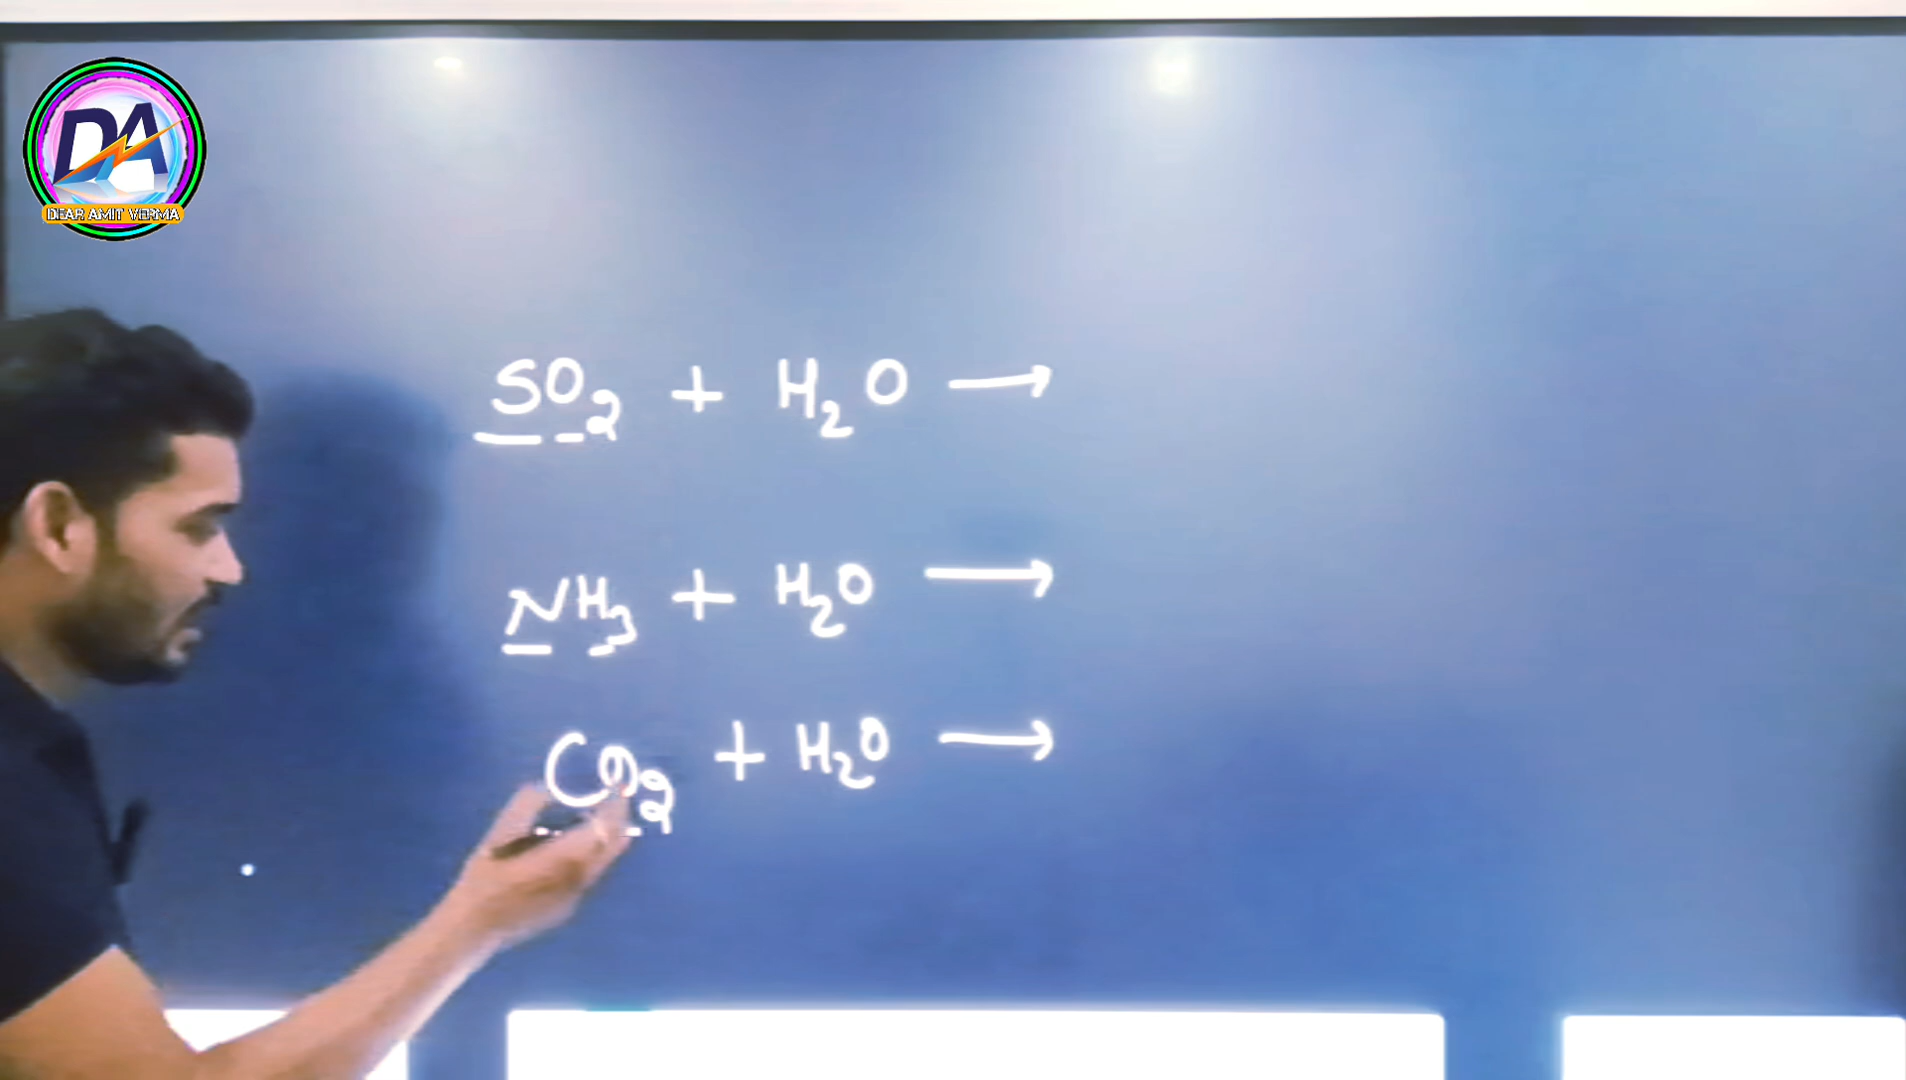 DEAR AMIT VERMA
SO₂ + H₂O →
NH₃ + H₂O →
CO₂ + H₂O →